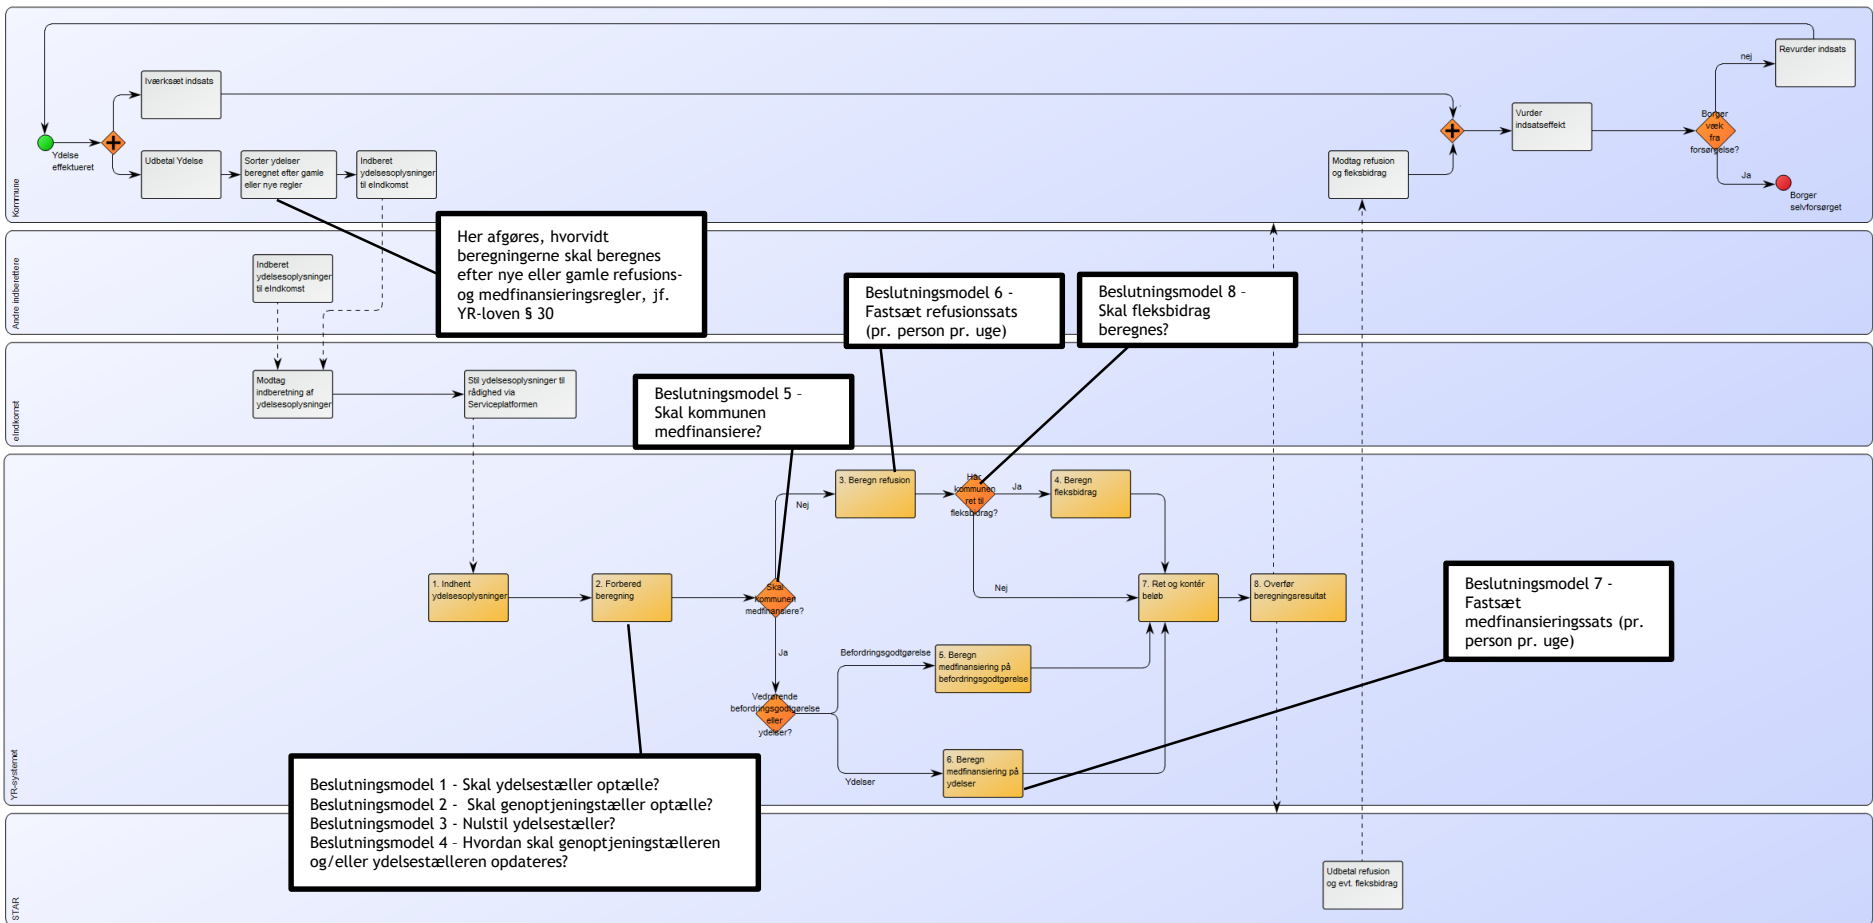 Kommune
Ydelse
effektueret
Iværksæt indsats
Udbetal Ydelse
Sorter ydelser
beregnet efter gamle
eller nye regler
Indberet
ydelsesoplysninger
til eIndkomst
Modtag refusion
og fleksbidrag
Vurder
indsatseffekt
Borger
væk
fra
forsørgelse?
nej
Revurder indsats
Ja
Borger
selvforsørget
Her afgøres, hvorvidt
beregningerne skal beregnes
efter nye eller gamle refusions-
og medfinansieringsregler, jf.
YR-loven § 30
Andre indberettere
Indberet
ydelsesoplysninger
til eIndkomst
Beslutningsmodel 6 -
Fastsæt refusionssats
(pr. person pr. uge)
Beslutningsmodel 8 –
Skal fleksbidrag
beregnes?
eIndkomst
Modtag
indberetning af
ydelsesoplysninger
Stil ydelsesoplysninger til
rådighed via
Serviceplatformen
Beslutningsmodel 5 –
Skal kommunen
medfinansiere?
YR-systemet
1. Indhent
ydelsesoplysninger
2. Forbered
beregning
Skal
kommunen
medfinansiere?
Nej
3. Beregn refusion
Har
kommunen
ret til
fleksbidrag?
Ja
4. Beregn
fleksbidrag
Nej
7. Ret og kontér
beløb
8. Overfør
beregningsresultat
Ja
Vedrørende
befordringsgodtgørelse
eller
ydelser?
Befordringsgodtgørelse
5. Beregn
medfinansiering på
befordringsgodtgørelse
Ydelser
6. Beregn
medfinansiering på
ydelser
Beslutningsmodel 7 -
Fastsæt
medfinansieringssats (pr.
person pr. uge)
Beslutningsmodel 1 - Skal ydelsestæller optælle?
Beslutningsmodel 2 - Skal genoptjeningstæller optælle?
Beslutningsmodel 3 - Nulstil ydelsestæller?
Beslutningsmodel 4 – Hvordan skal genoptjeningstælleren
og/eller ydelsestælleren opdateres?
STAR
Udbetal refusion
og evt. fleksbidrag